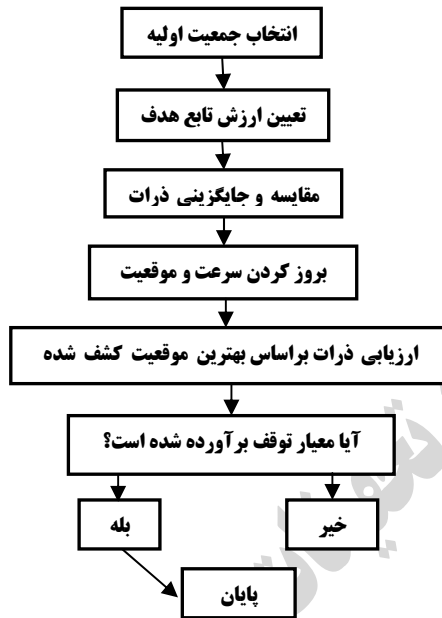 انتخاب جمعیت اولیه
تعیین ارزش تابع هدف
مقایسه و جایگزینی ذرات
بروز کردن سرعت و موقعیت
ارزیابی ذرات براساس بهترین موقعیت کشف شده
آیا معیار توقف برآورده شده است؟
خیر
بله
پایان